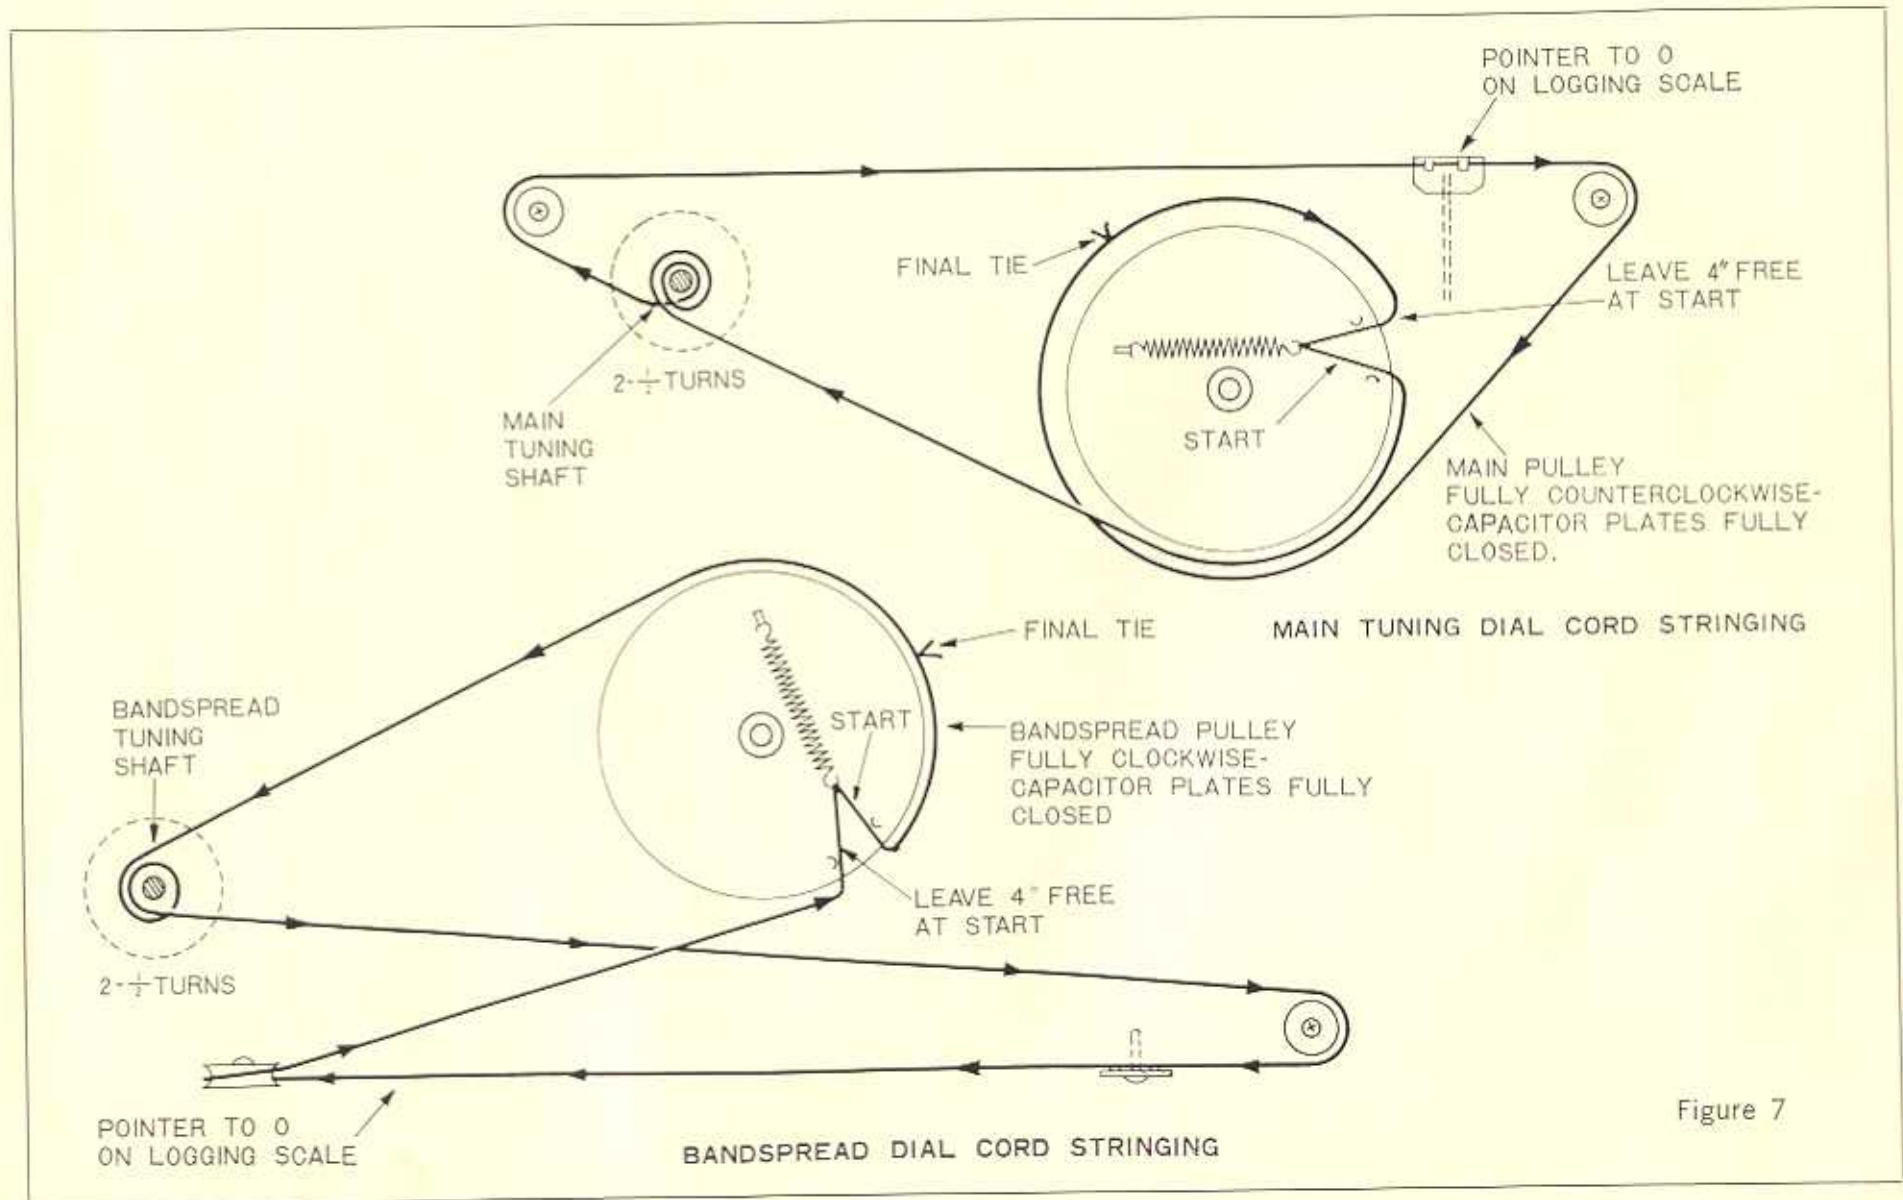 POINTER TO 0
ON LOGGING SCALE
FINAL TIE
LEAVE 4" FREE
AT START
2-1/2 TURNS
MAIN
TUNING
SHAFT
START
MAIN PULLEY
FULLY COUNTERCLOCKWISE-
CAPACITOR PLATES FULLY
CLOSED.
MAIN TUNING DIAL CORD STRINGING
FINAL TIE
BANDSPREAD
TUNING
SHAFT
START
BANDSPREAD PULLEY
FULLY CLOCKWISE-
CAPACITOR PLATES FULLY
CLOSED
LEAVE 4" FREE
AT START
2-1/2 TURNS
POINTER TO 0
ON LOGGING SCALE
BANDSPREAD DIAL CORD STRINGING
Figure 7